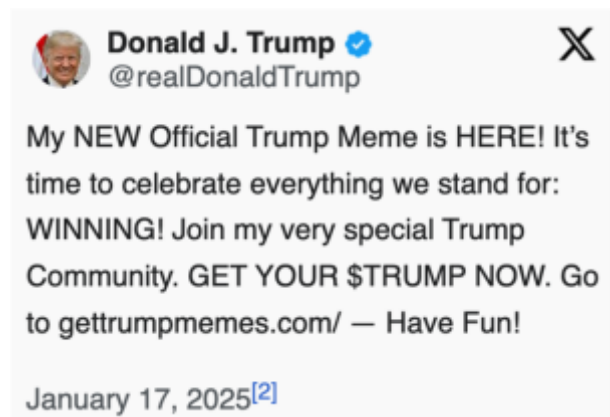 Donald J. Trump
@realDonaldTrump
My NEW Official Trump Meme is HERE! It’s
time to celebrate everything we stand for:
WINNING! Join my very special Trump
Community. GET YOUR $TRUMP NOW. Go
to gettrumpmemes.com/ — Have Fun!
January 17, 2025[2]